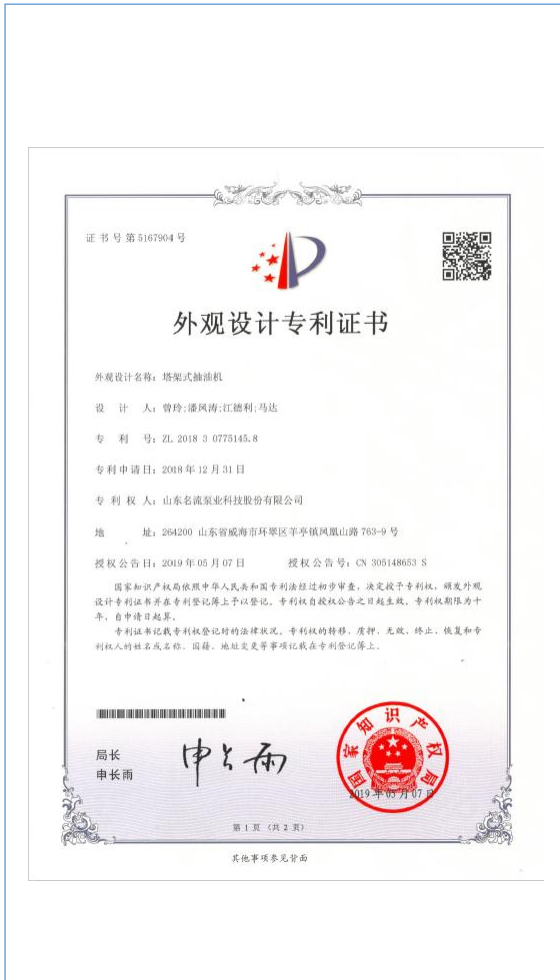 证书号第5167904号
外观设计专利证书
外观设计名称：塔架式抽油机
设计人：曾玲;潘风涛;江德利;马达
专利号：ZL 2018 3 0775145.8
专利申请日：2018年12月31日
专利权人：山东名流泵业科技股份有限公司
地址：264200 山东省威海市环翠区羊亭镇凤凰山路763-9号
授权公告日：2019年05月07日 授权公告号：CN 305148653 S
国家知识产权局依照中华人民共和国专利法经过初步审查，决定授予专利权，颁发外观
设计专利证书并在专利登记簿上予以登记。专利权自授权公告之日起生效。专利权期限为十
年，自申请日起算。
专利证书记载专利权登记时的法律状况。专利权的转移、质押、无效、终止、恢复和专
利权人的姓名或名称、国籍、地址变更等事项记载在专利登记簿上。
局长
申长雨
申长雨
国家知识产权局
2019年05月07日
第1页（共2页）
其他事项参见背面